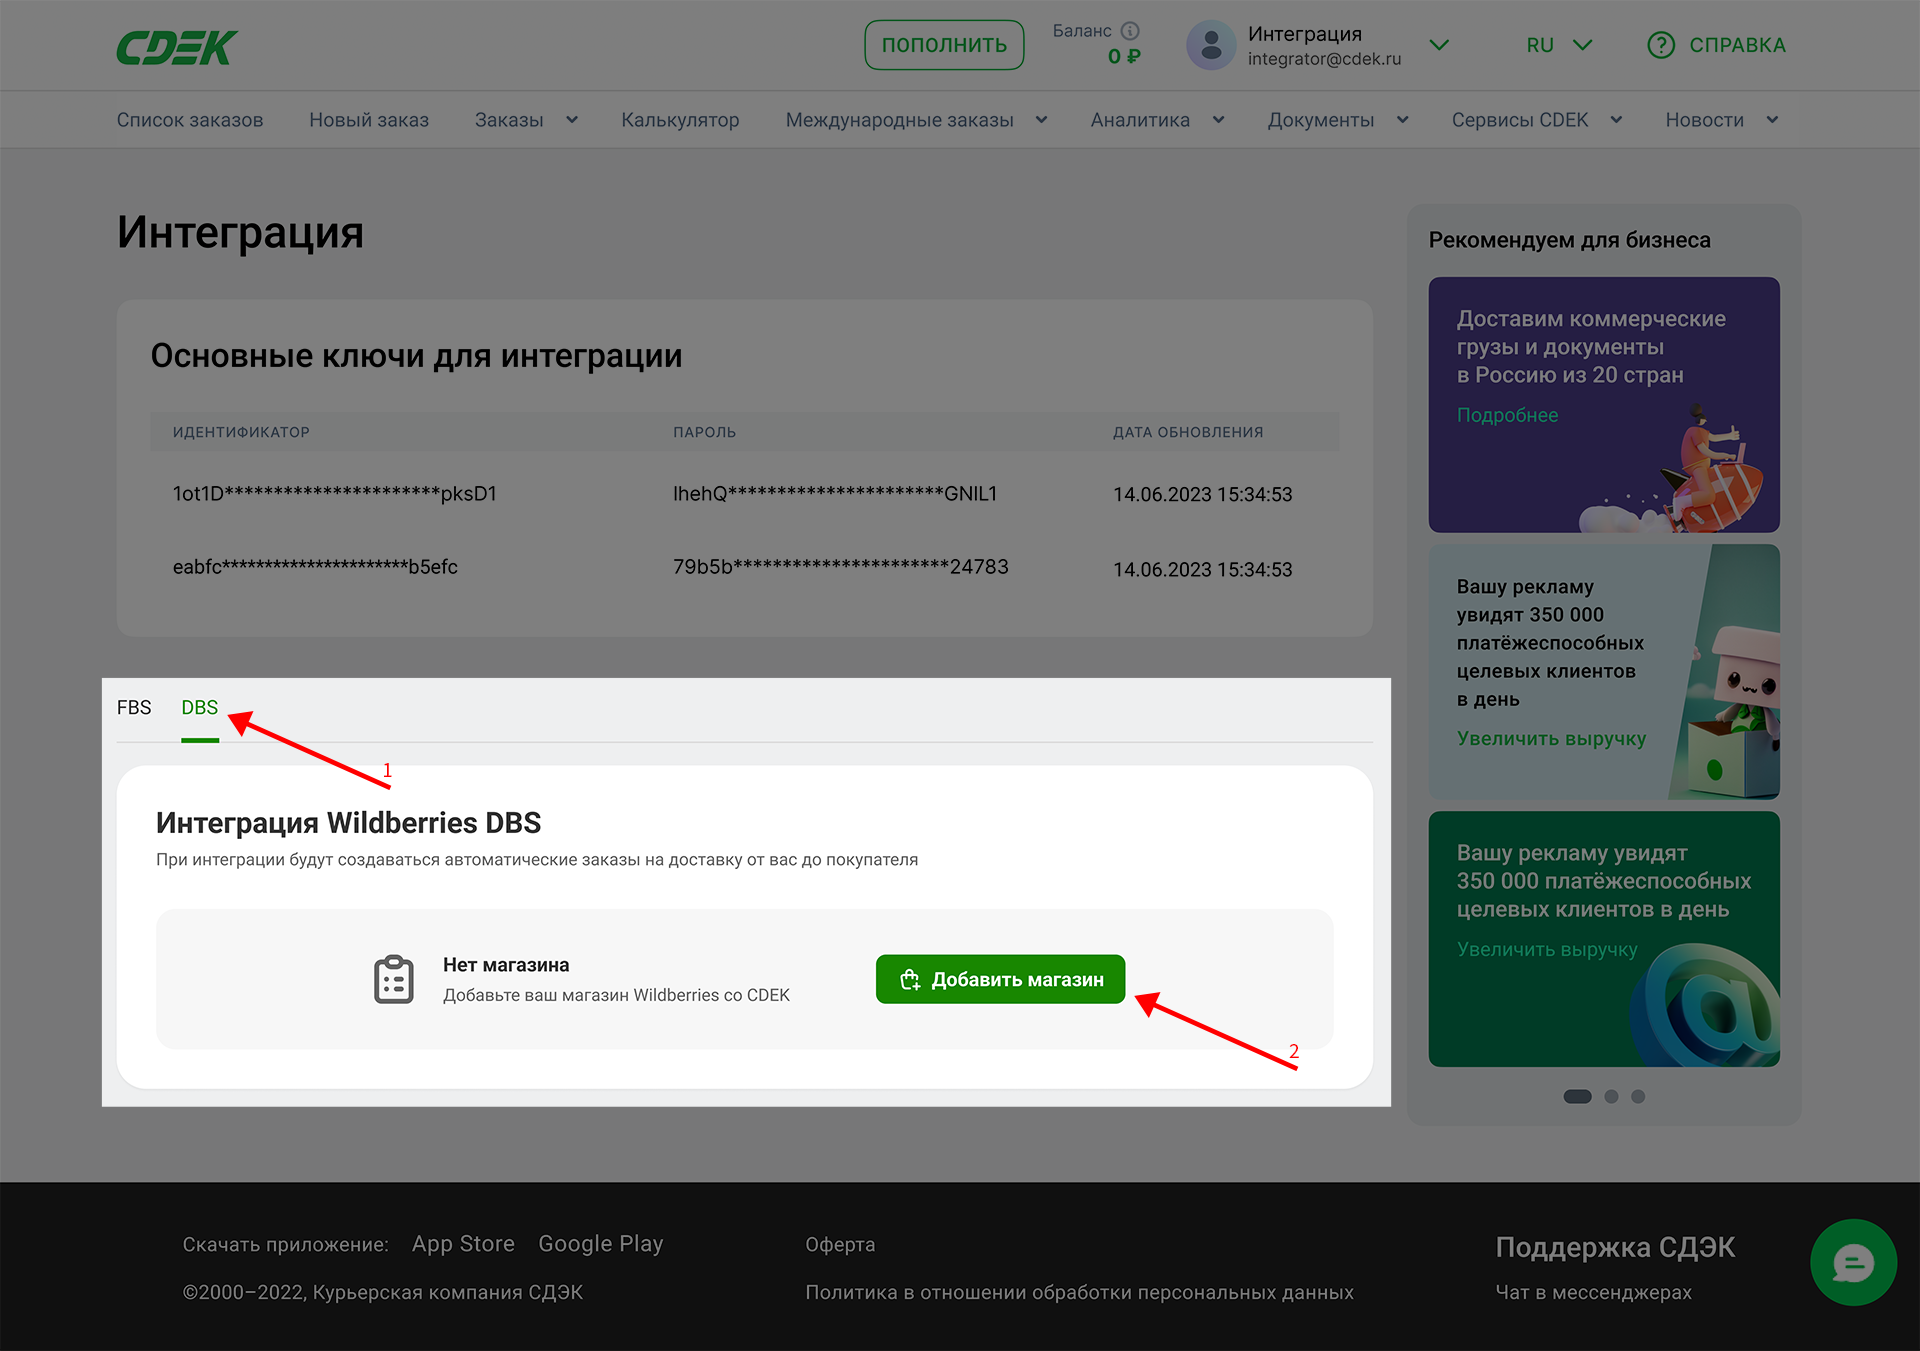 CDEK
ПОПОЛНИТЬ
Баланс
0 ₽
Интеграция
integrator@cdek.ru
RU
СПРАВКА
Список заказов
Новый заказ
Заказы
Калькулятор
Международные заказы
Аналитика
Документы
Сервисы CDEK
Новости
Интеграция
Основные ключи для интеграции
ИДЕНТИФИКАТОР
ПАРОЛЬ
ДАТА ОБНОВЛЕНИЯ
1ot1D**********************pksD1
IhehQ**********************GNIL1
14.06.2023 15:34:53
eabfc**********************b5efc
79b5b**********************24783
14.06.2023 15:34:53
FBS
DBS
1
Интеграция Wildberries DBS
При интеграции будут создаваться автоматические заказы на доставку от вас до покупателя
Нет магазина
Добавьте ваш магазин Wildberries со CDEK
Добавить магазин
2
Рекомендуем для бизнеса
Доставим коммерческие
грузы и документы
в Россию из 20 стран
Подробнее
Вашу рекламу
увидят 350 000
платёжеспособных
целевых клиентов
в день
Увеличить выручку
Вашу рекламу увидят
350 000 платёжеспособных
целевых клиентов в день
Увеличить выручку
Скачать приложение:
App Store
Google Play
©2000–2022, Курьерская компания СДЭК
Оферта
Политика в отношении обработки персональных данных
Поддержка СДЭК
Чат в мессенджерах